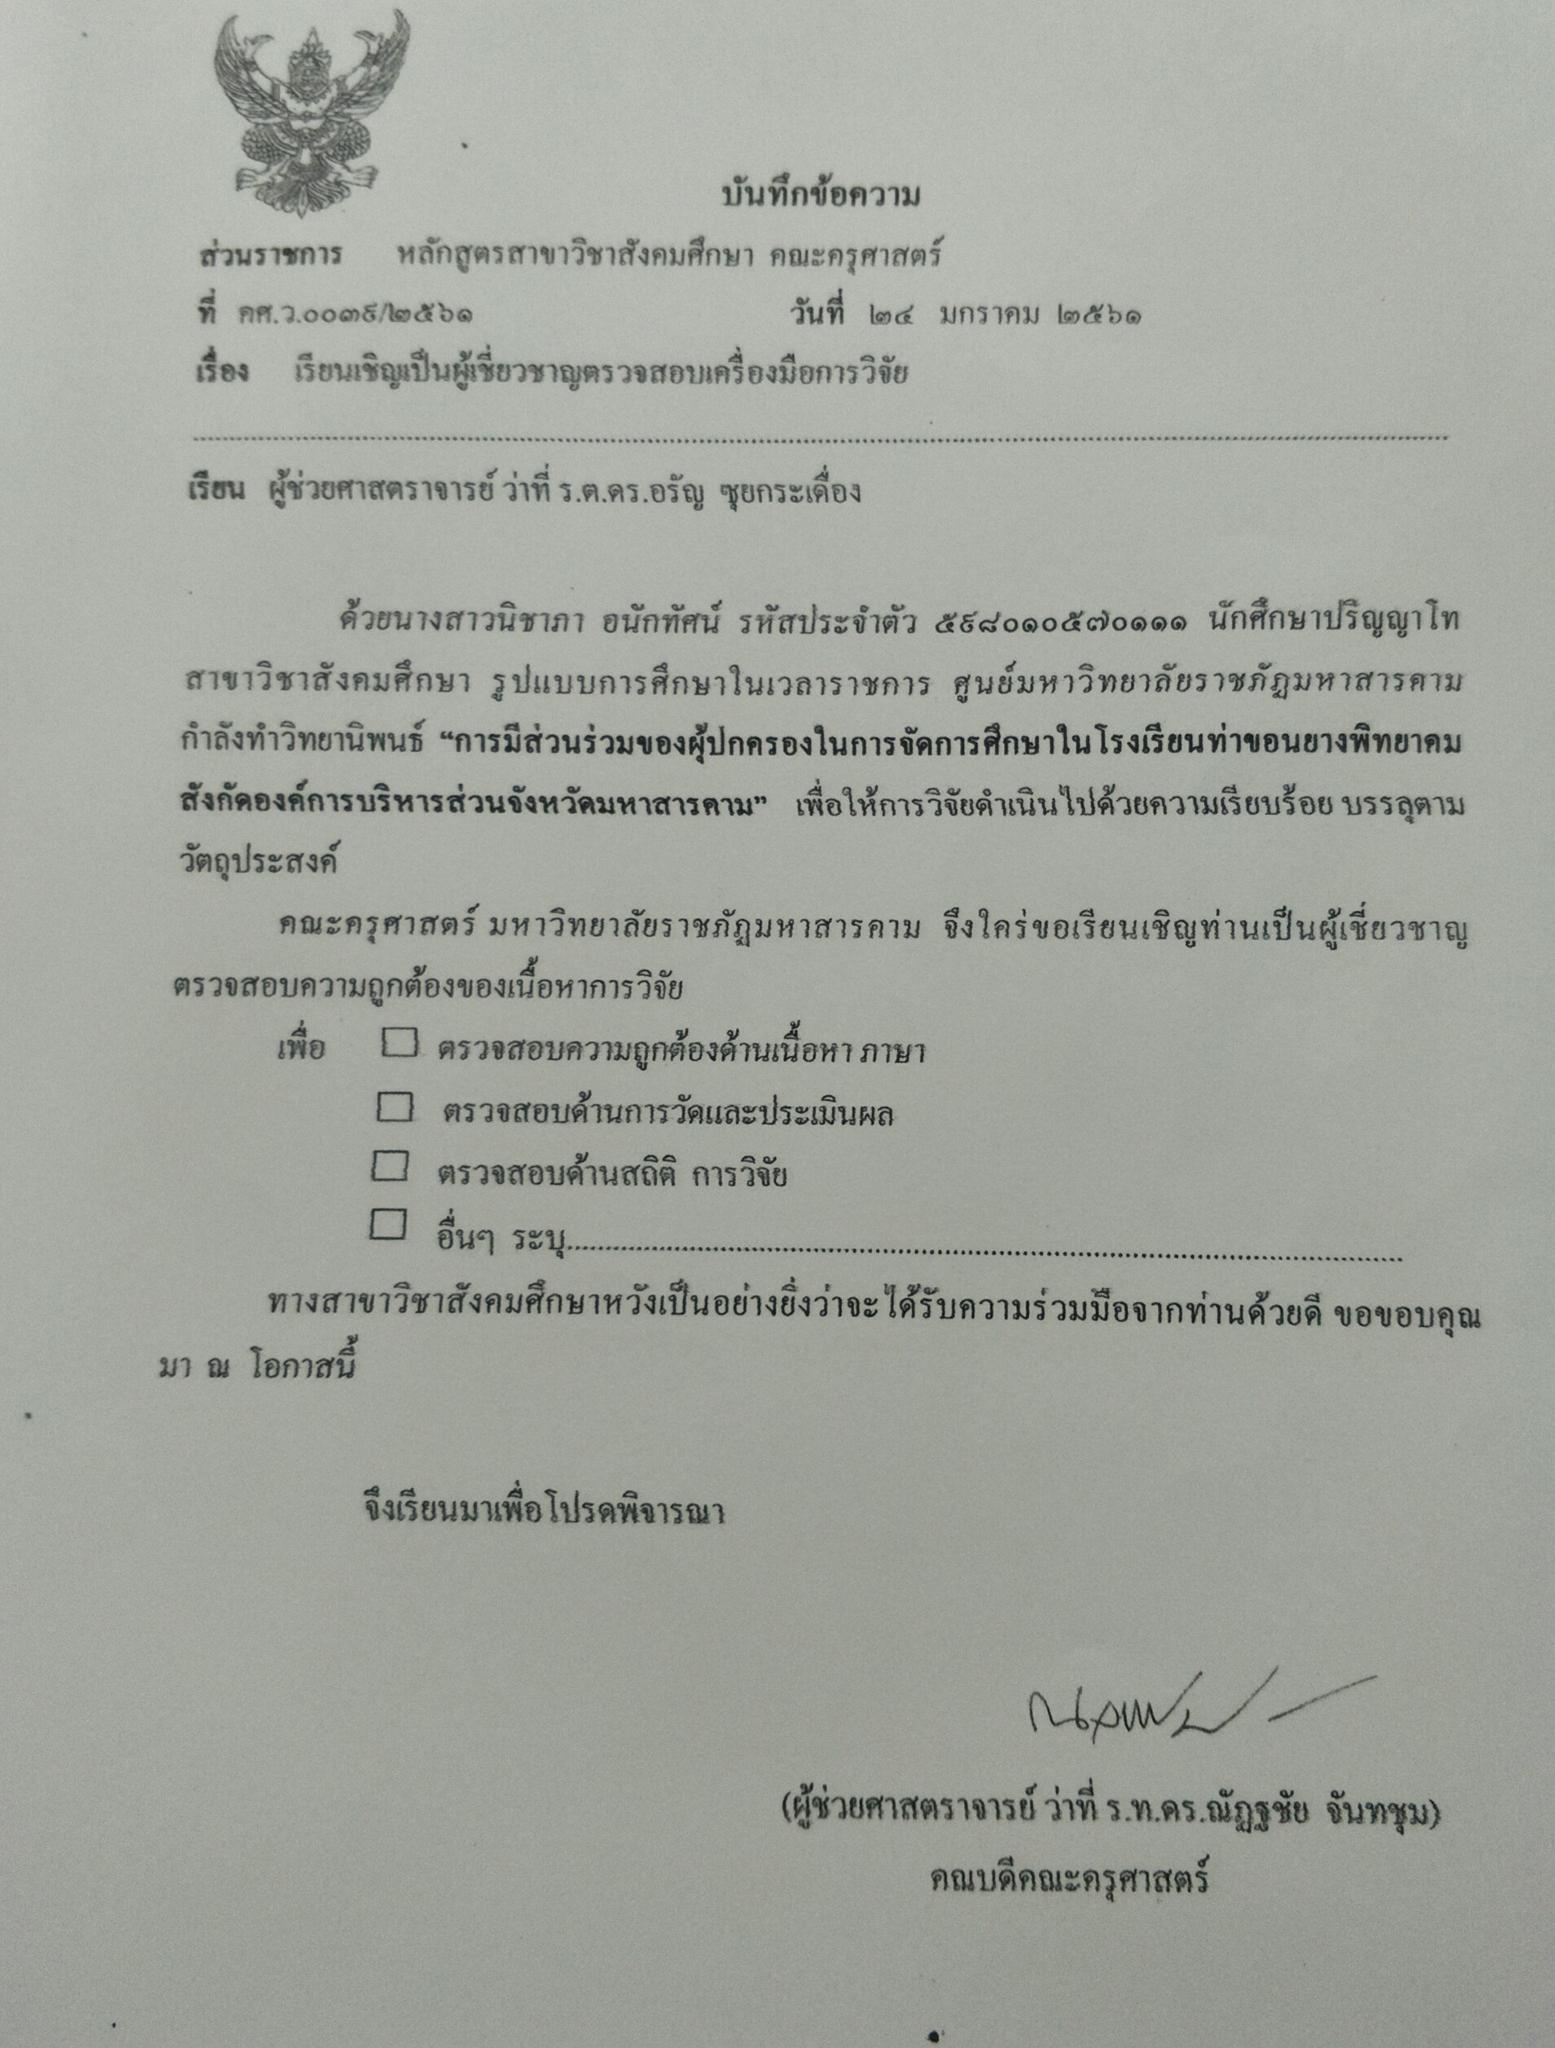 บันทึกข้อความ
ส่วนราชการ หลักสูตรสาขาวิชาสังคมศึกษา คณะครุศาสตร์
ที่ คศ.ว.๐๐๓๙/๒๕๖๑ วันที่ ๒๔ มกราคม ๒๕๖๑
เรื่อง เรียนเชิญเป็นผู้เชี่ยวชาญตรวจสอบเครื่องมือการวิจัย
เรียน ผู้ช่วยศาสตราจารย์ ว่าที่ ร.ต.ดร.อรัญ ซุยกระเดื่อง
ด้วยนางสาวนิชาภา อนักทัศน์ รหัสประจำตัว ๕๙๘๐๑๐๕๗๐๑๑๑ นักศึกษาปริญญาโท
สาขาวิชาสังคมศึกษา รูปแบบการศึกษาในเวลาราชการ ศูนย์มหาวิทยาลัยราชภัฏมหาสารคาม
กำลังทำวิทยานิพนธ์ “การมีส่วนร่วมของผุ้ปกครองในการจัดการศึกษาในโรงเรียนท่าขอนยางพิทยาคม
สังกัดองค์การบริหารส่วนจังหวัดมหาสารคาม” เพื่อให้การวิจัยดำเนินไปด้วยความเรียบร้อย บรรลุตาม
วัตถุประสงค์
คณะครุศาสตร์ มหาวิทยาลัยราชภัฏมหาสารคาม จึงใคร่ขอเรียนเชิญท่านเป็นผู้เชี่ยวชาญ
ตรวจสอบความถูกต้องของเนื้อหาการวิจัย
เพื่อ ☐ ตรวจสอบความถูกต้องด้านเนื้อหา ภาษา
☐ ตรวจสอบด้านการวัดและประเมินผล
☐ ตรวจสอบด้านสถิติ การวิจัย
☐ อื่นๆ ระบุ..............................
ทางสาขาวิชาสังคมศึกษาหวังเป็นอย่างยิ่งว่าจะได้รับความร่วมมือจากท่านด้วยดี ขอขอบคุณ
มา ณ โอกาสนี้
จึงเรียนมาเพื่อโปรดพิจารณา
(ผู้ช่วยศาสตราจารย์ ว่าที่ ร.ท.ดร.ณัฏฐชัย จันทชุม)
คณบดีคณะครุศาสตร์